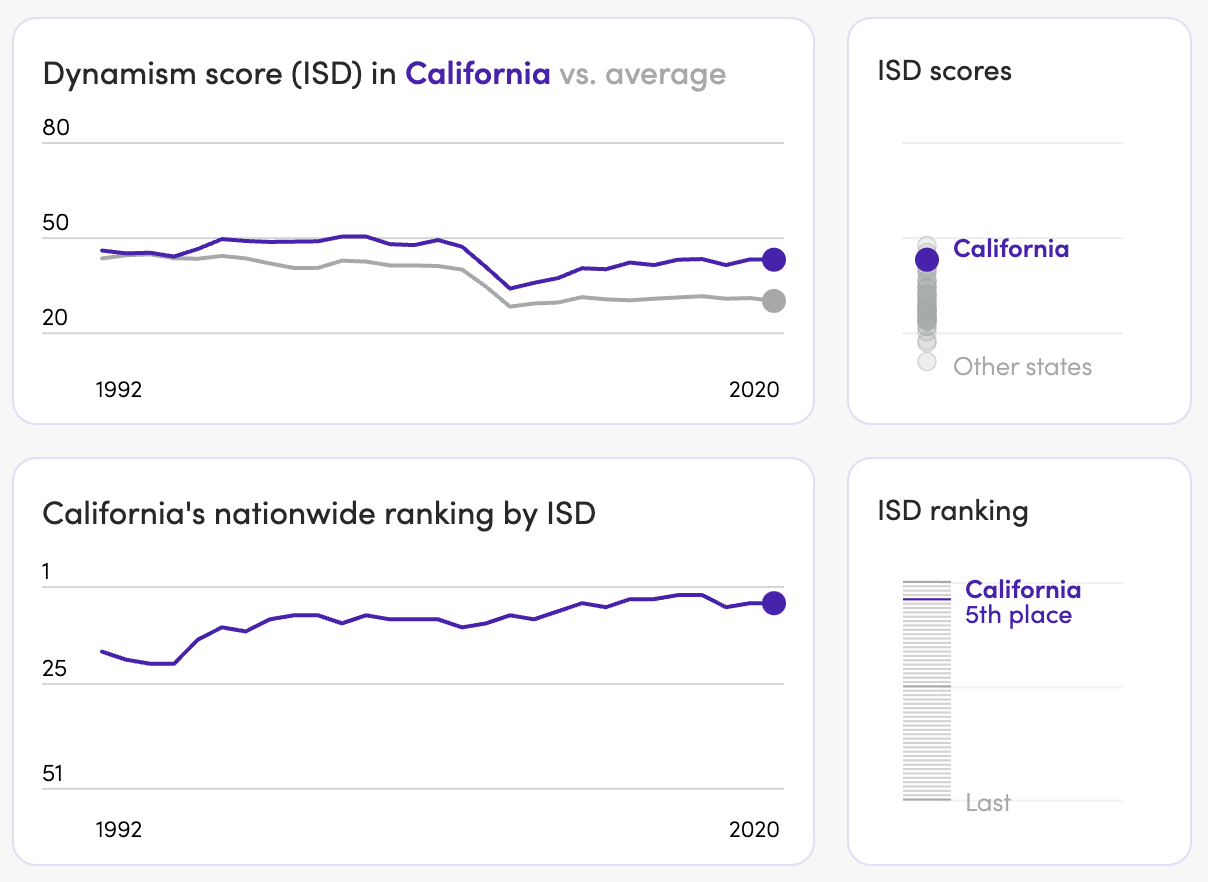 Dynamism score (ISD) in California vs. average
80
50
20
1992
2020
ISD scores
California
Other states
California's nationwide ranking by ISD
1
25
51
1992
2020
ISD ranking
California
5th place
Last